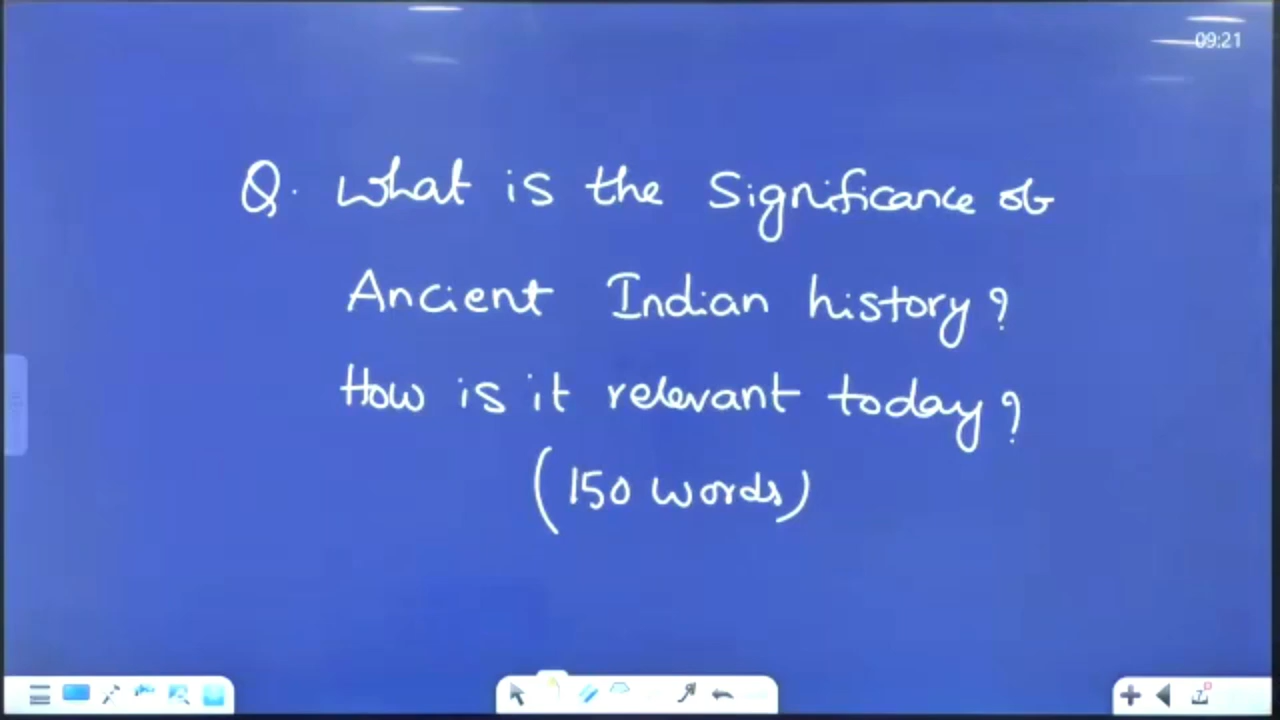 09:21
Q. What is the Significance of
Ancient Indian history?
How is it relevant today?
(150 words)